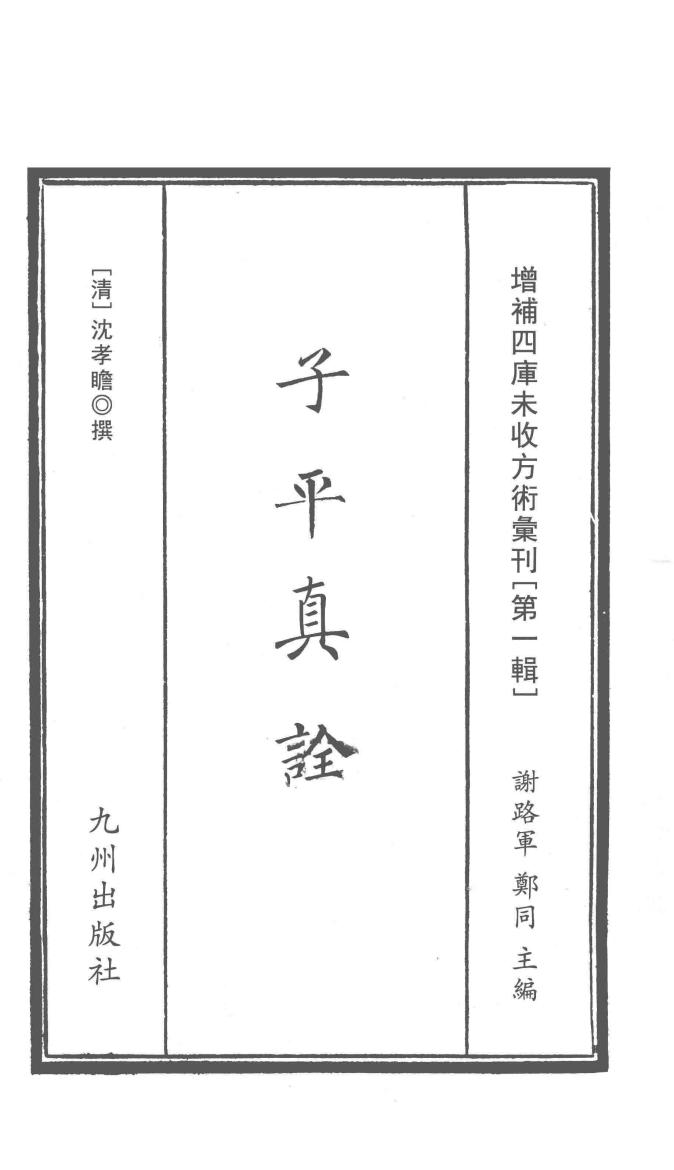 增補四庫未收方術彙刊［第一輯］
謝路軍 鄭同 主編
子平真詮
［清］沈孝瞻◎撰
九州出版社